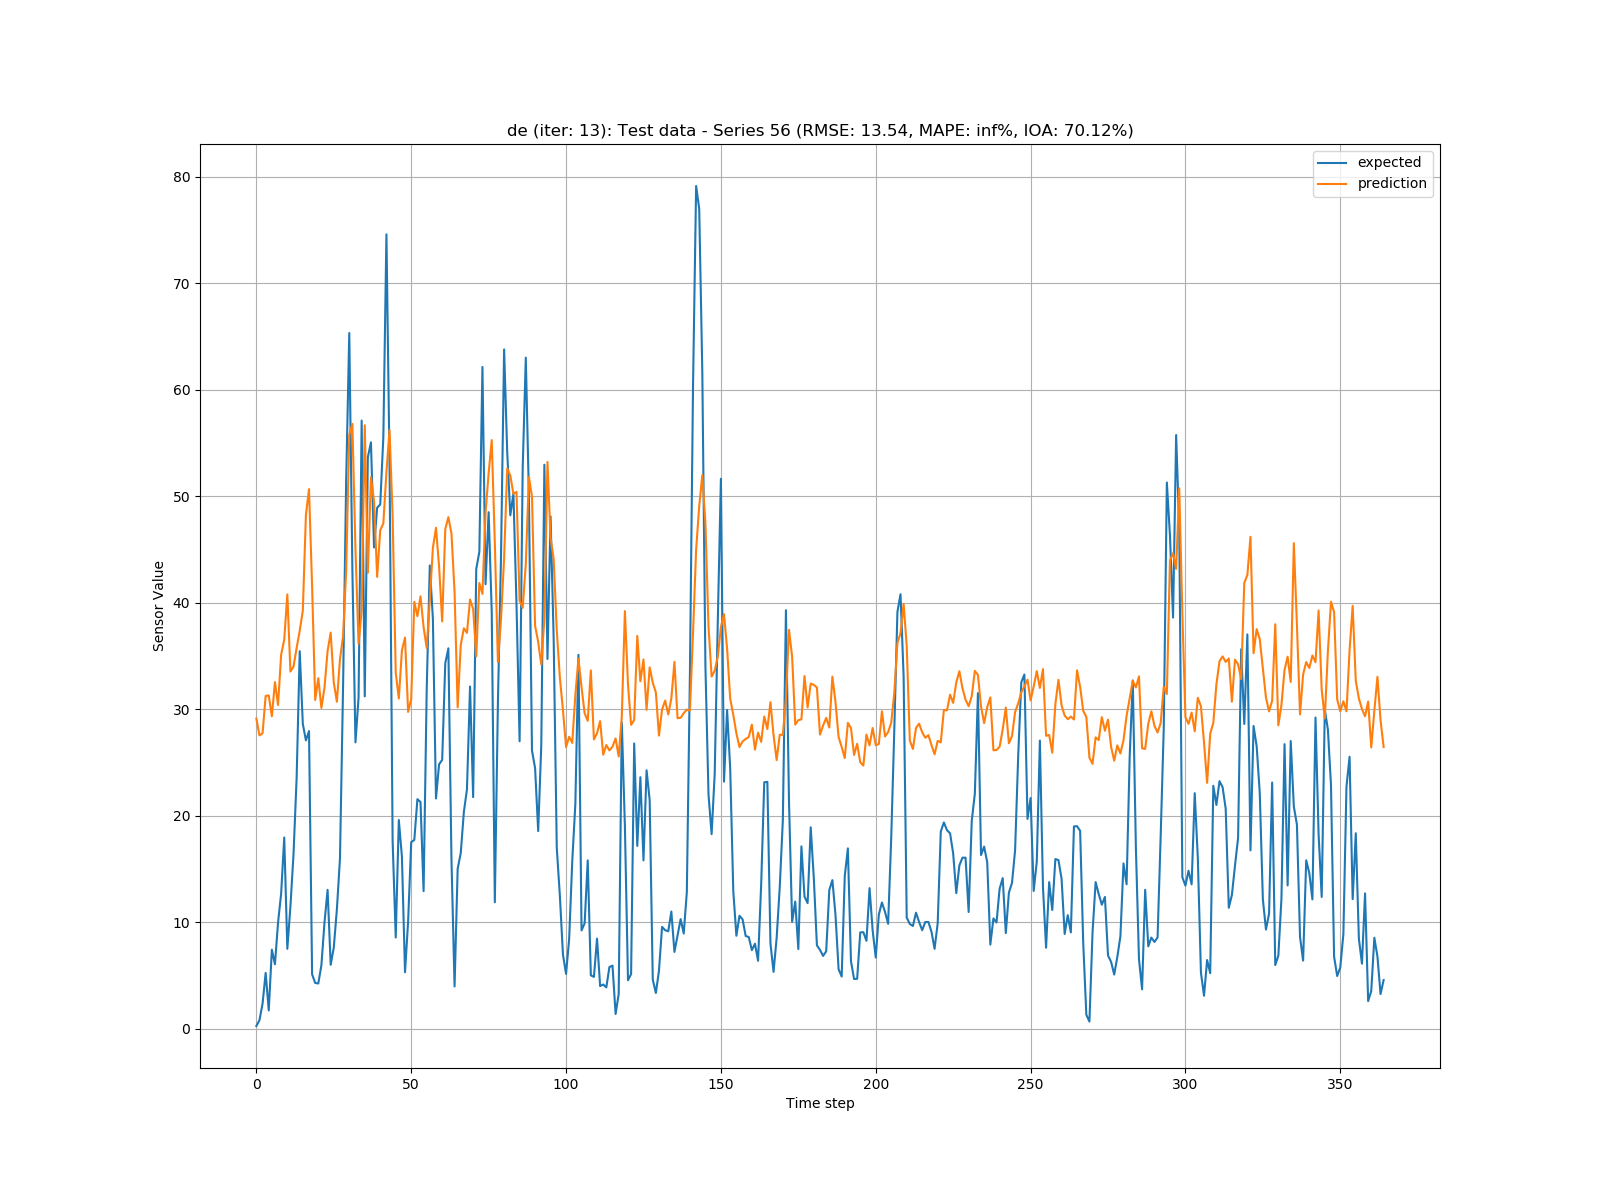 de (iter: 13): Test data - Series 56 (RMSE: 13.54, MAPE: inf%, IOA: 70.12%)
expected
prediction
80
70
60
50
40
30
20
10
0
Sensor Value
0 50 100 150 200 250 300 350
Time step